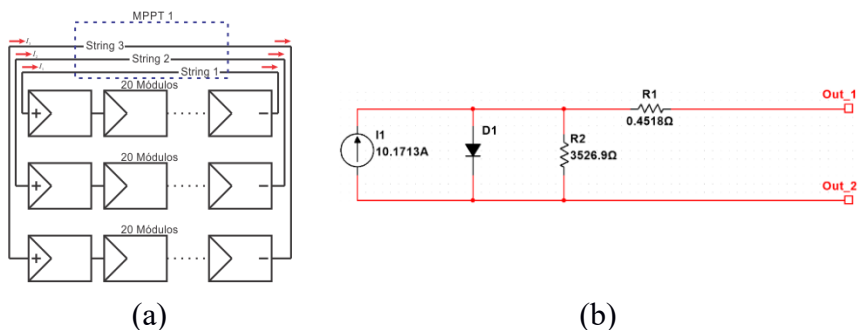 MPPT 1
String 3
String 2
String 1
20 Módulos
+
−
20 Módulos
+
−
20 Módulos
+
−
(a)
I1
10.1713A
D1
R2
3526.9Ω
R1
0.4518Ω
Out_1
Out_2
(b)